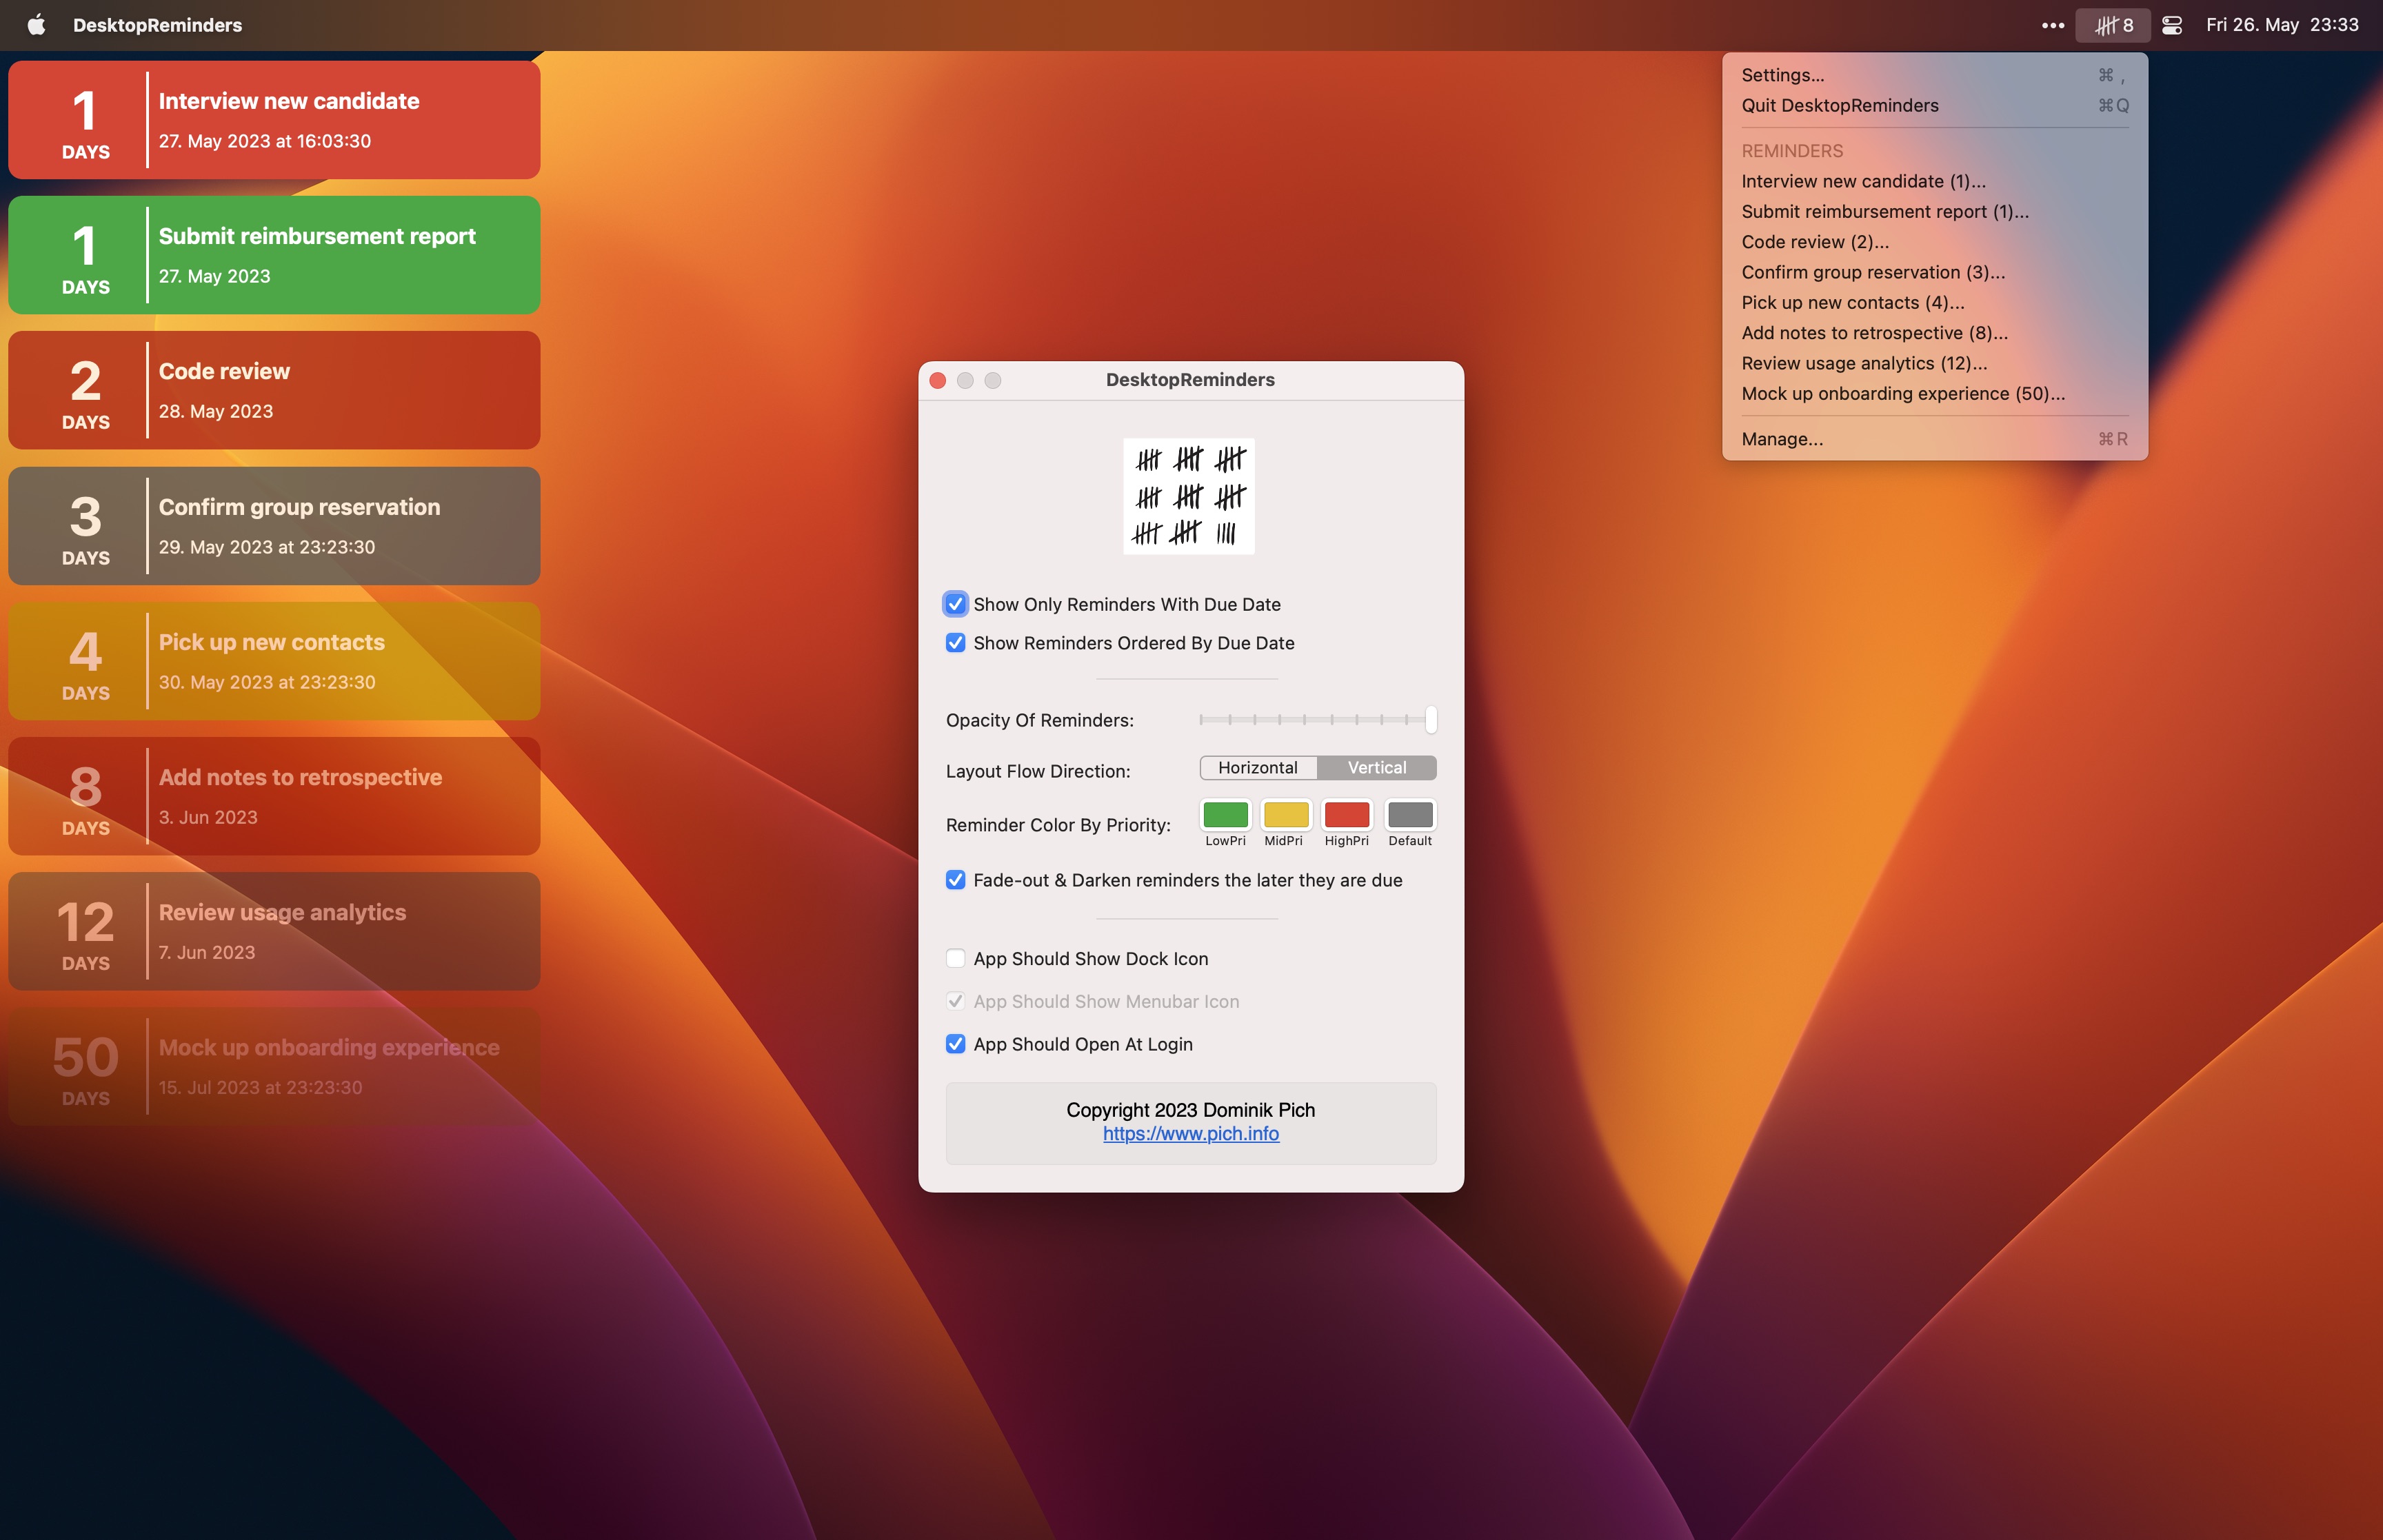 DesktopReminders
••• 8 Fri 26. May 23:33
1
DAYS
Interview new candidate
27. May 2023 at 16:03:30
1
DAYS
Submit reimbursement report
27. May 2023
2
DAYS
Code review
28. May 2023
3
DAYS
Confirm group reservation
29. May 2023 at 23:23:30
4
DAYS
Pick up new contacts
30. May 2023 at 23:23:30
8
DAYS
Add notes to retrospective
3. Jun 2023
12
DAYS
Review usage analytics
7. Jun 2023
50
DAYS
Mock up onboarding experience
15. Jul 2023 at 23:23:30
DesktopReminders
Show Only Reminders With Due Date
Show Reminders Ordered By Due Date
Opacity Of Reminders:
Layout Flow Direction: Horizontal Vertical
Reminder Color By Priority:
LowPri MidPri HighPri Default
Fade-out & Darken reminders the later they are due
App Should Show Dock Icon
App Should Show Menubar Icon
App Should Open At Login
Copyright 2023 Dominik Pich
https://www.pich.info
Settings... ⌘ ,
Quit DesktopReminders ⌘Q
REMINDERS
Interview new candidate (1)...
Submit reimbursement report (1)...
Code review (2)...
Confirm group reservation (3)...
Pick up new contacts (4)...
Add notes to retrospective (8)...
Review usage analytics (12)...
Mock up onboarding experience (50)...
Manage... ⌘R